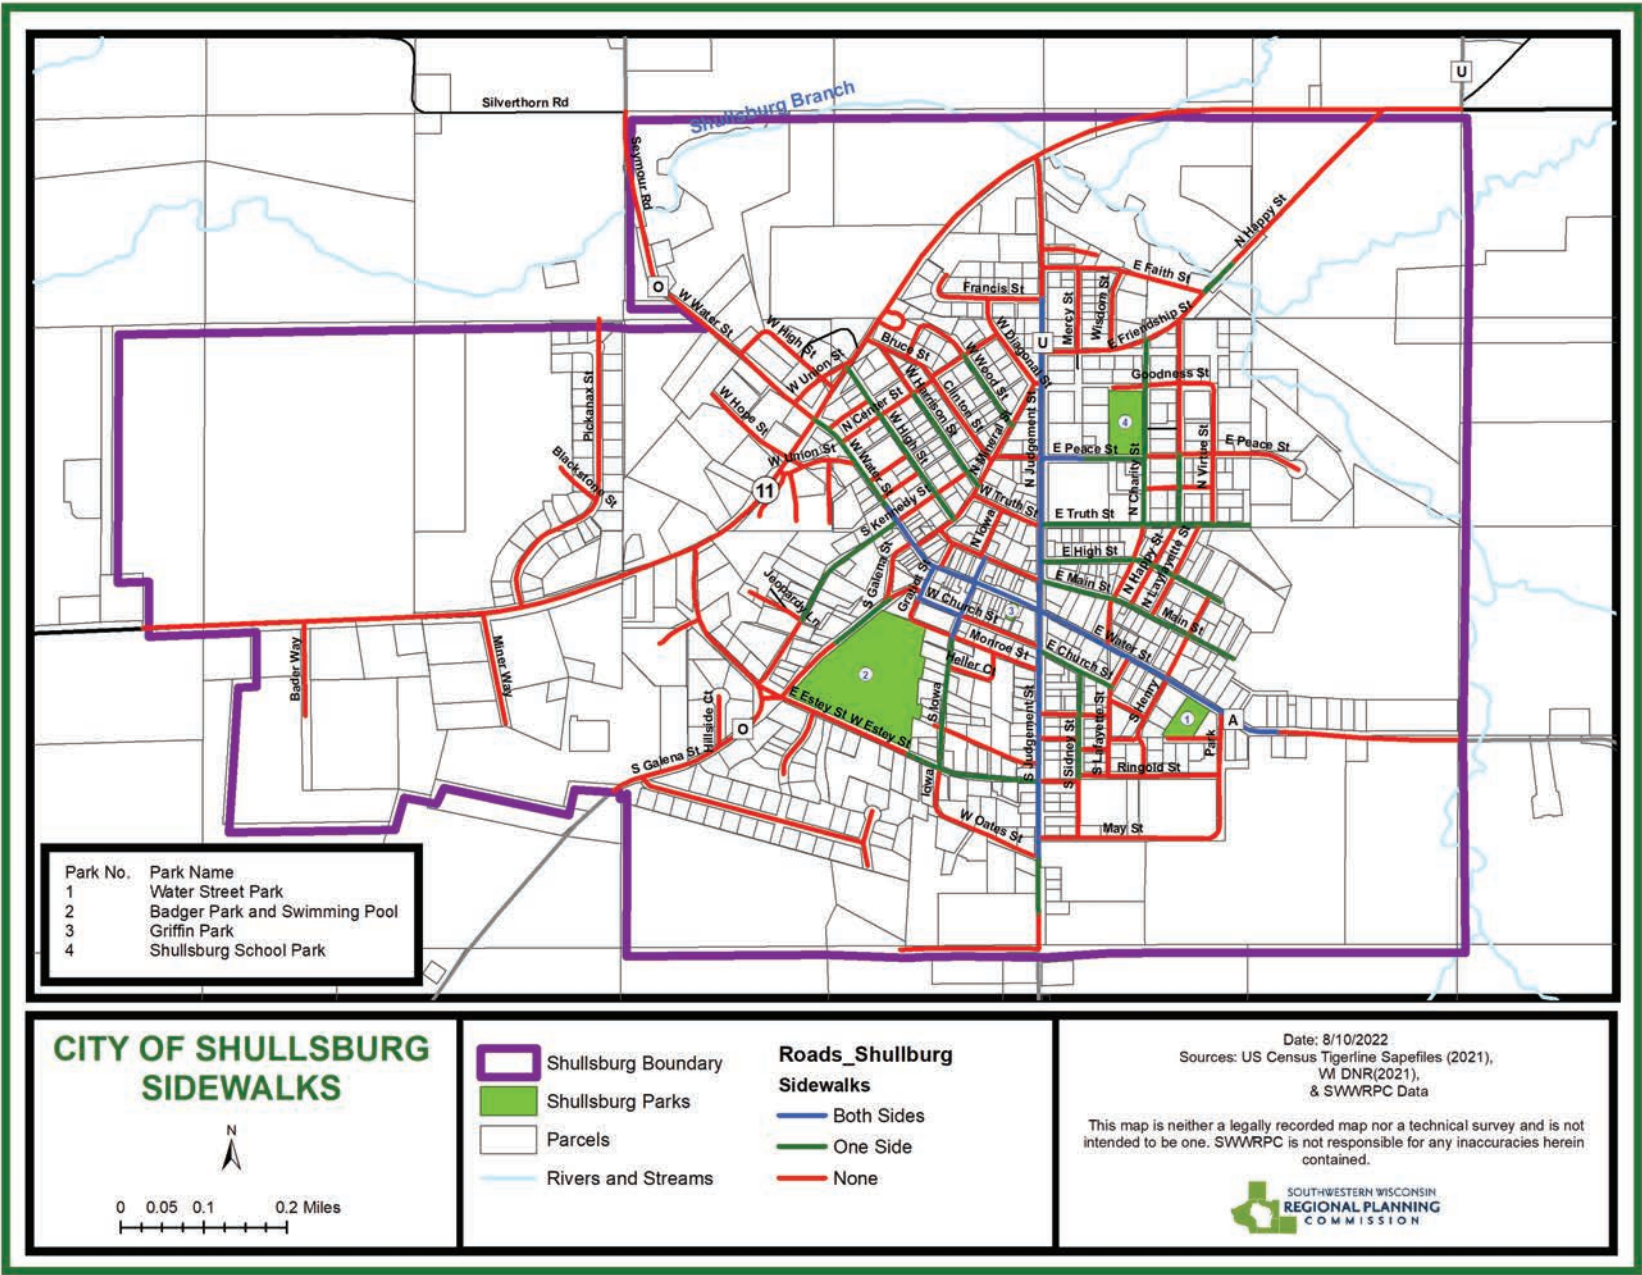 Silverthorn Rd
Shullsburg Branch
U
Seymour Rd
N Happy St
E Faith St
O
Francis St
Mercy St
Wisdom St
W Water St
W High St
W Union St
Bruce St
W Diagonal St
U
E Friendship St
W Wood St
Goodness St
Pickanax St
W Hope St
N Center St
W Harrison St
Clinton St
N Judgement St
4
W High St
N Mineral St
E Peace St
N Charity St
N Virtue St
E Peace St
W Union St
W Water St
Blackstone St
11
W Truth St
S Kennedy St
E Truth St
N Iowa
E High St
N Happy St
N Layfayette St
S Galena St
Gratiot St
E Main St
Jeopardy Ln
W Church St
3
Main St
Monroe St
E Water St
E Church St
Heller Ct
Bader Way
Miner Way
2
E Estey St W Estey St
S Iowa
S Judgement St
S Sidney St
S Lafayette St
S Henry
1
A
Park
Hillside Ct
O
S Galena St
Ringold St
Iowa
W Oates St
May St
Park No. Park Name
1 Water Street Park
2 Badger Park and Swimming Pool
3 Griffin Park
4 Shullsburg School Park
CITY OF SHULLSBURG
SIDEWALKS
N
0 0.05 0.1 0.2 Miles
Shullsburg Boundary
Shullsburg Parks
Parcels
Rivers and Streams
Roads_Shullburg
Sidewalks
Both Sides
One Side
None
Date: 8/10/2022
Sources: US Census Tigerline Sapefiles (2021),
WI DNR(2021),
& SWWRPC Data
This map is neither a legally recorded map nor a technical survey and is not
intended to be one. SWWRPC is not responsible for any inaccuracies herein
contained.
SOUTHWESTERN WISCONSIN
REGIONAL PLANNING
COMMISSION